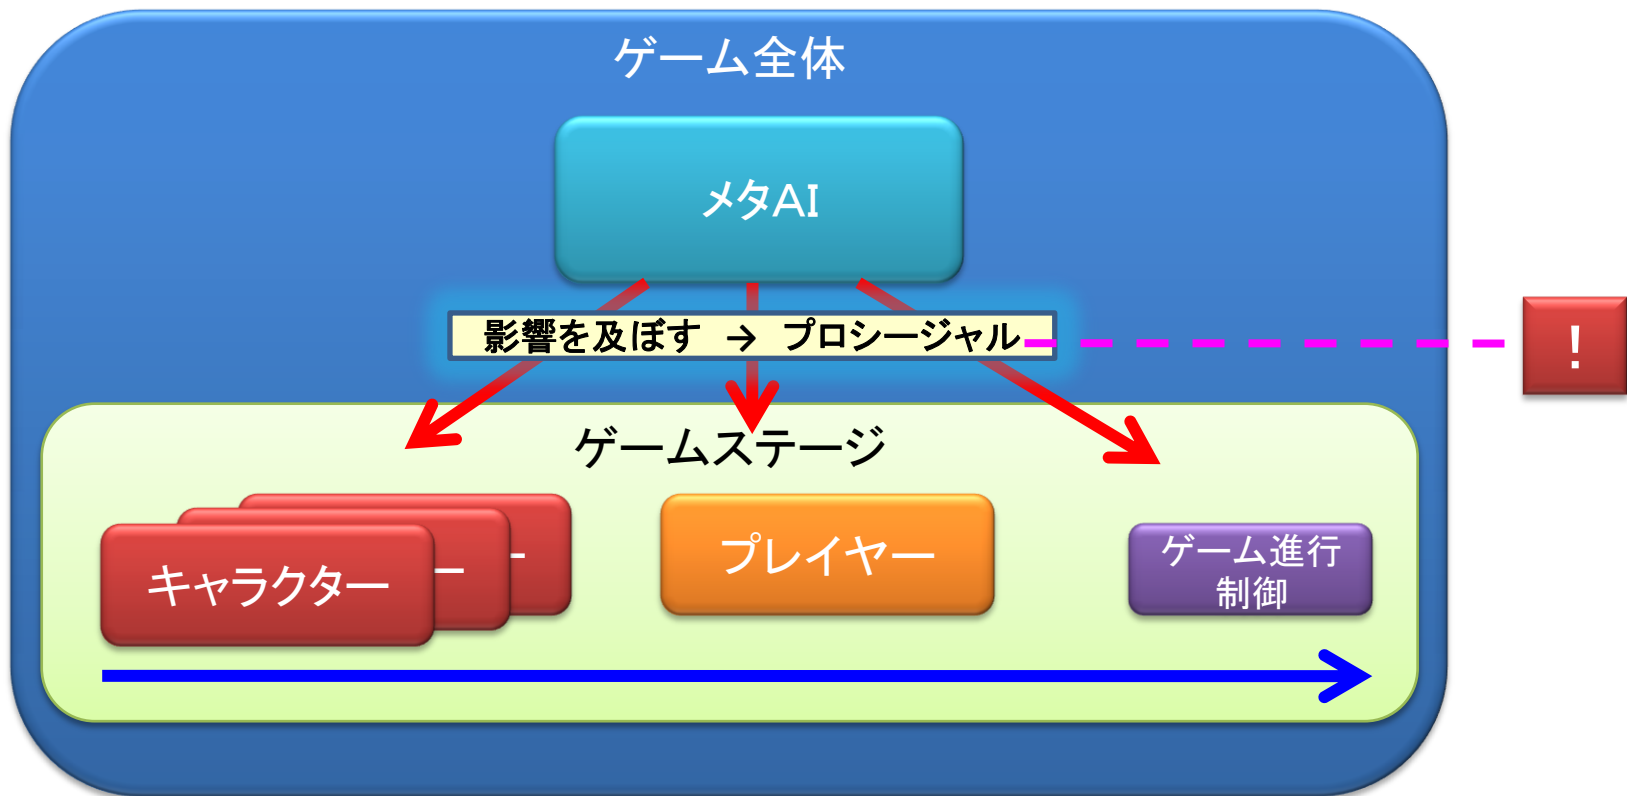 ゲーム全体
メタAI
影響を及ぼす → プロシージャル
!
ゲームステージ
キャラクター
ー
ー
プレイヤー
ゲーム進行
制御